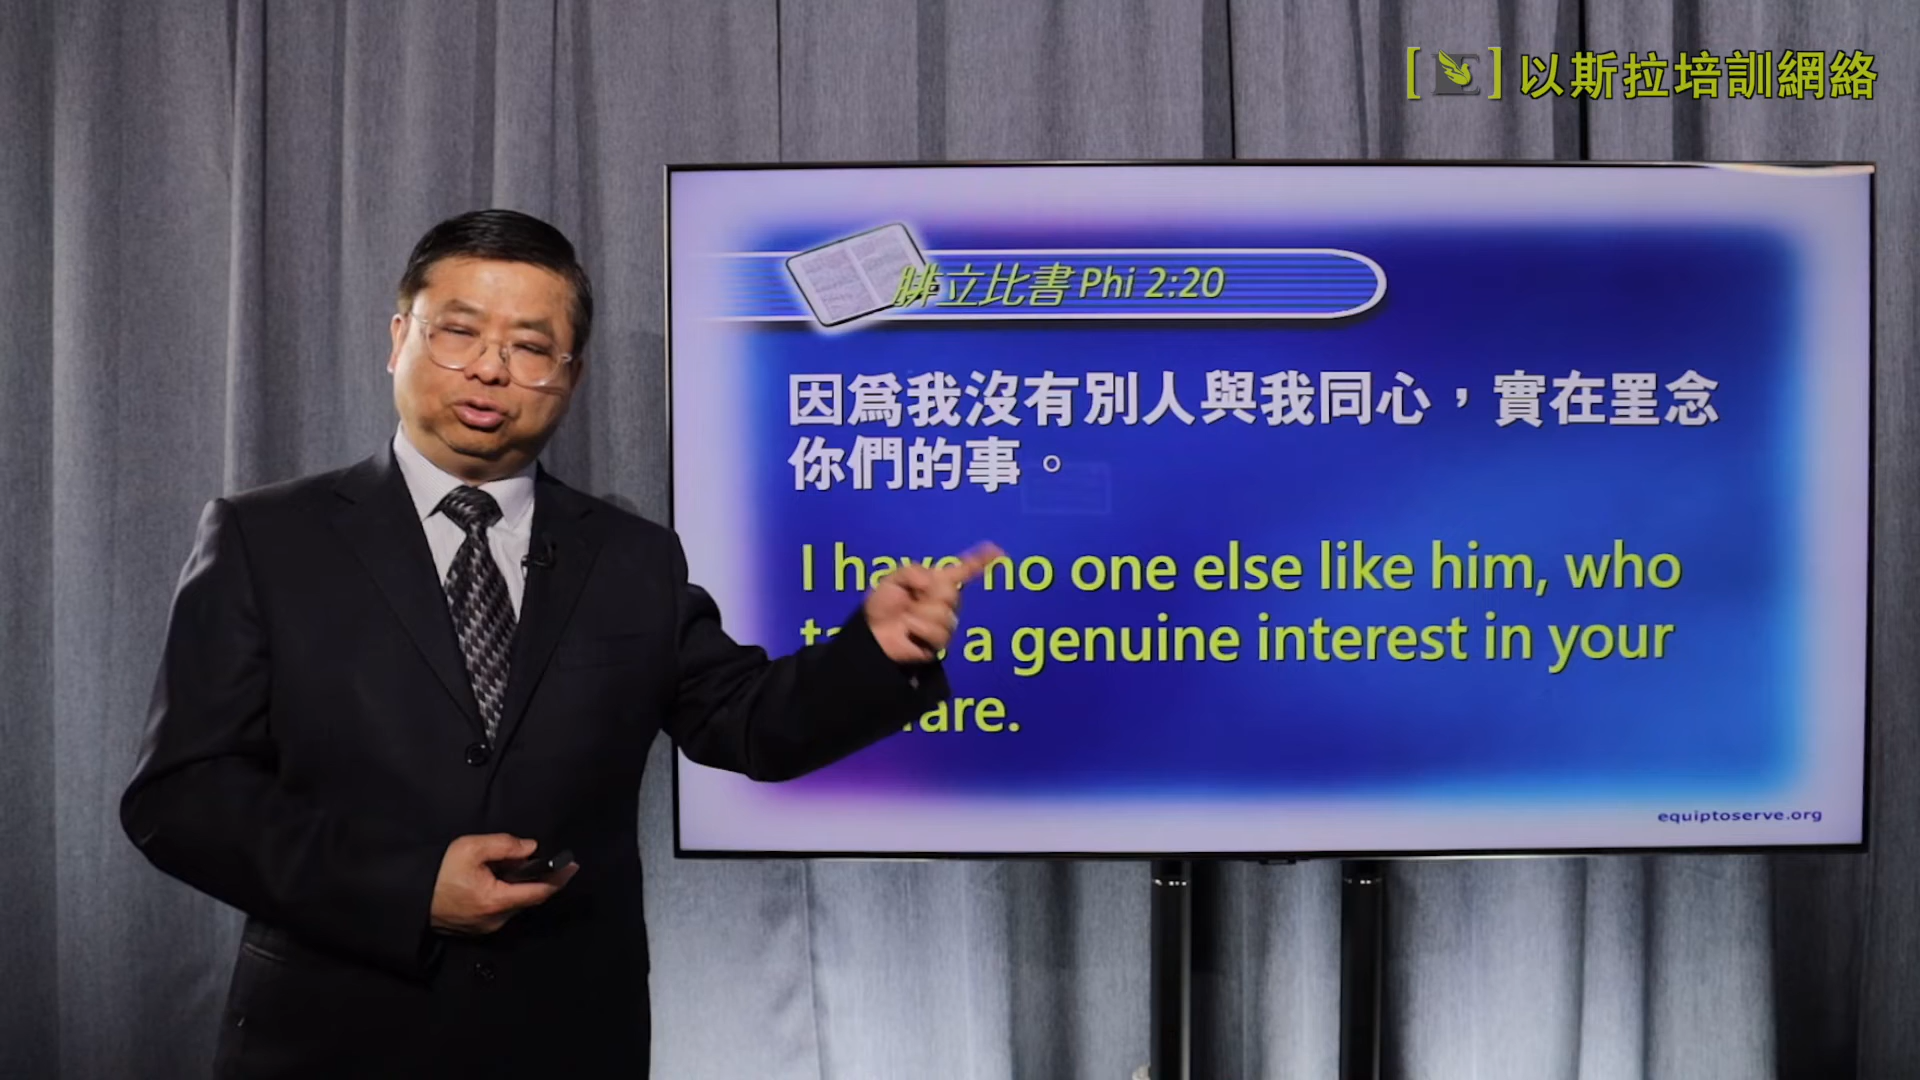 以斯拉培訓網絡
腓立比書 Phi 2:20
因爲我沒有別人與我同心，實在罣念
你們的事。
I have no one else like him, who
a genuine interest in your
equiptoserve.org